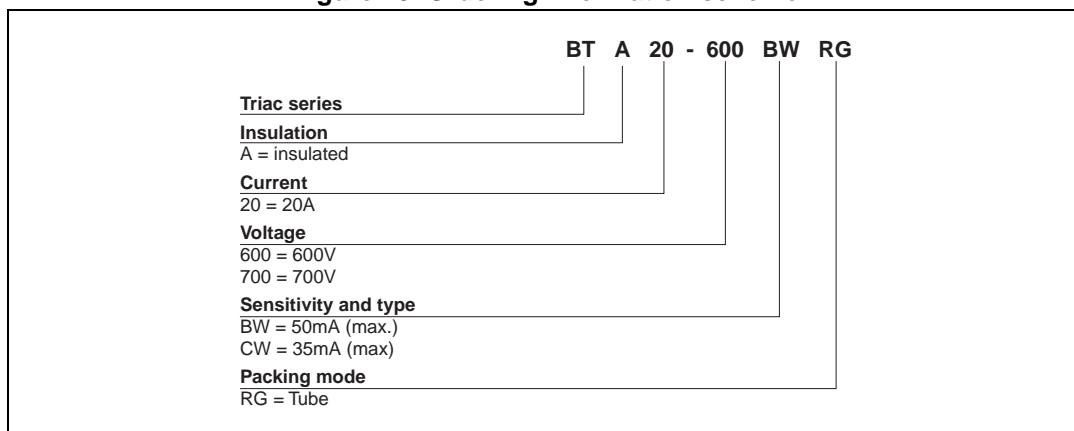 BT A 20 - 600 BW RG
Triac series
Insulation
A = insulated
Current
20 = 20A
Voltage
600 = 600V
700 = 700V
Sensitivity and type
BW = 50mA (max.)
CW = 35mA (max)
Packing mode
RG = Tube